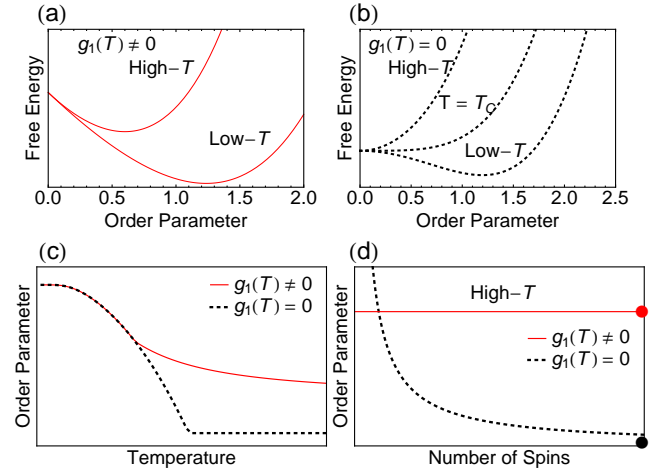 (a)
g₁(T) ≠ 0
High−T
Low−T
Free Energy
0.0 0.5 1.0 1.5 2.0
Order Parameter
(b)
g₁(T) = 0
High−T
T = T_C
Low−T
Free Energy
0.0 0.5 1.0 1.5 2.0 2.5
Order Parameter
(c)
g₁(T) ≠ 0
g₁(T) = 0
Order Parameter
Temperature
(d)
High−T
g₁(T) ≠ 0
g₁(T) = 0
Order Parameter
Number of Spins